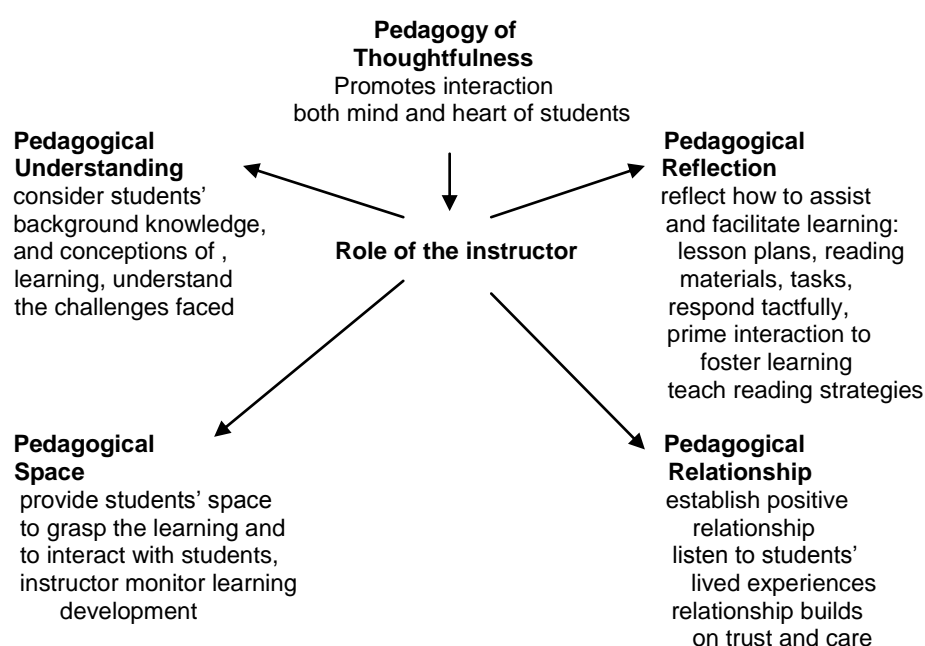 Pedagogy of
Thoughtfulness
Promotes interaction
both mind and heart of students
Pedagogical
Understanding
consider students’
background knowledge,
and conceptions of ,
learning, understand
the challenges faced
Pedagogical
Reflection
reflect how to assist
and facilitate learning:
lesson plans, reading
materials, tasks,
respond tactfully,
prime interaction to
foster learning
teach reading strategies
Role of the instructor
Pedagogical
Space
provide students’ space
to grasp the learning and
to interact with students,
instructor monitor learning
development
Pedagogical
Relationship
establish positive
relationship
listen to students’
lived experiences
relationship builds
on trust and care